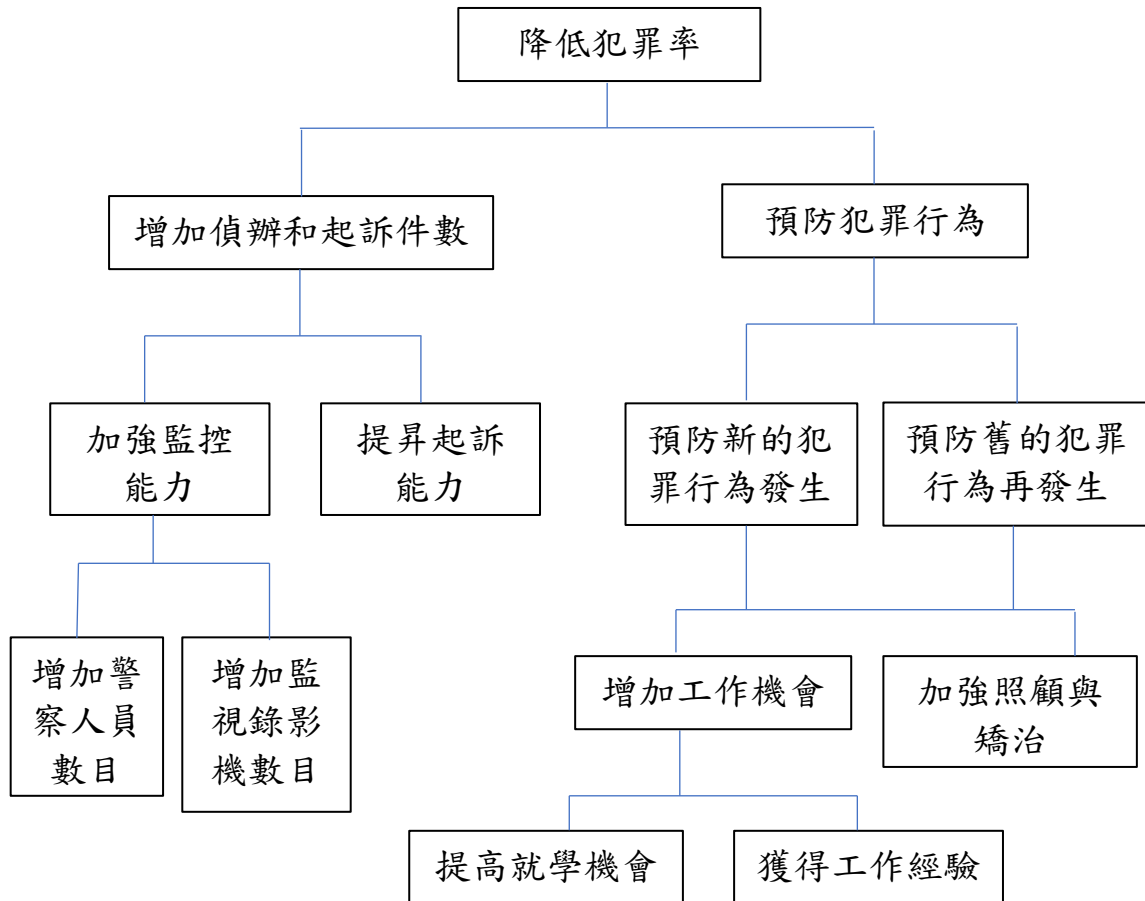 降低犯罪率
增加偵辦和起訴件數
預防犯罪行為
加強監控
能力
提昇起訴
能力
預防新的犯
罪行為發生
預防舊的犯罪
行為再發生
增加警
察人員
數目
增加監
視錄影
機數目
增加工作機會
加強照顧與
矯治
提高就學機會
獲得工作經驗